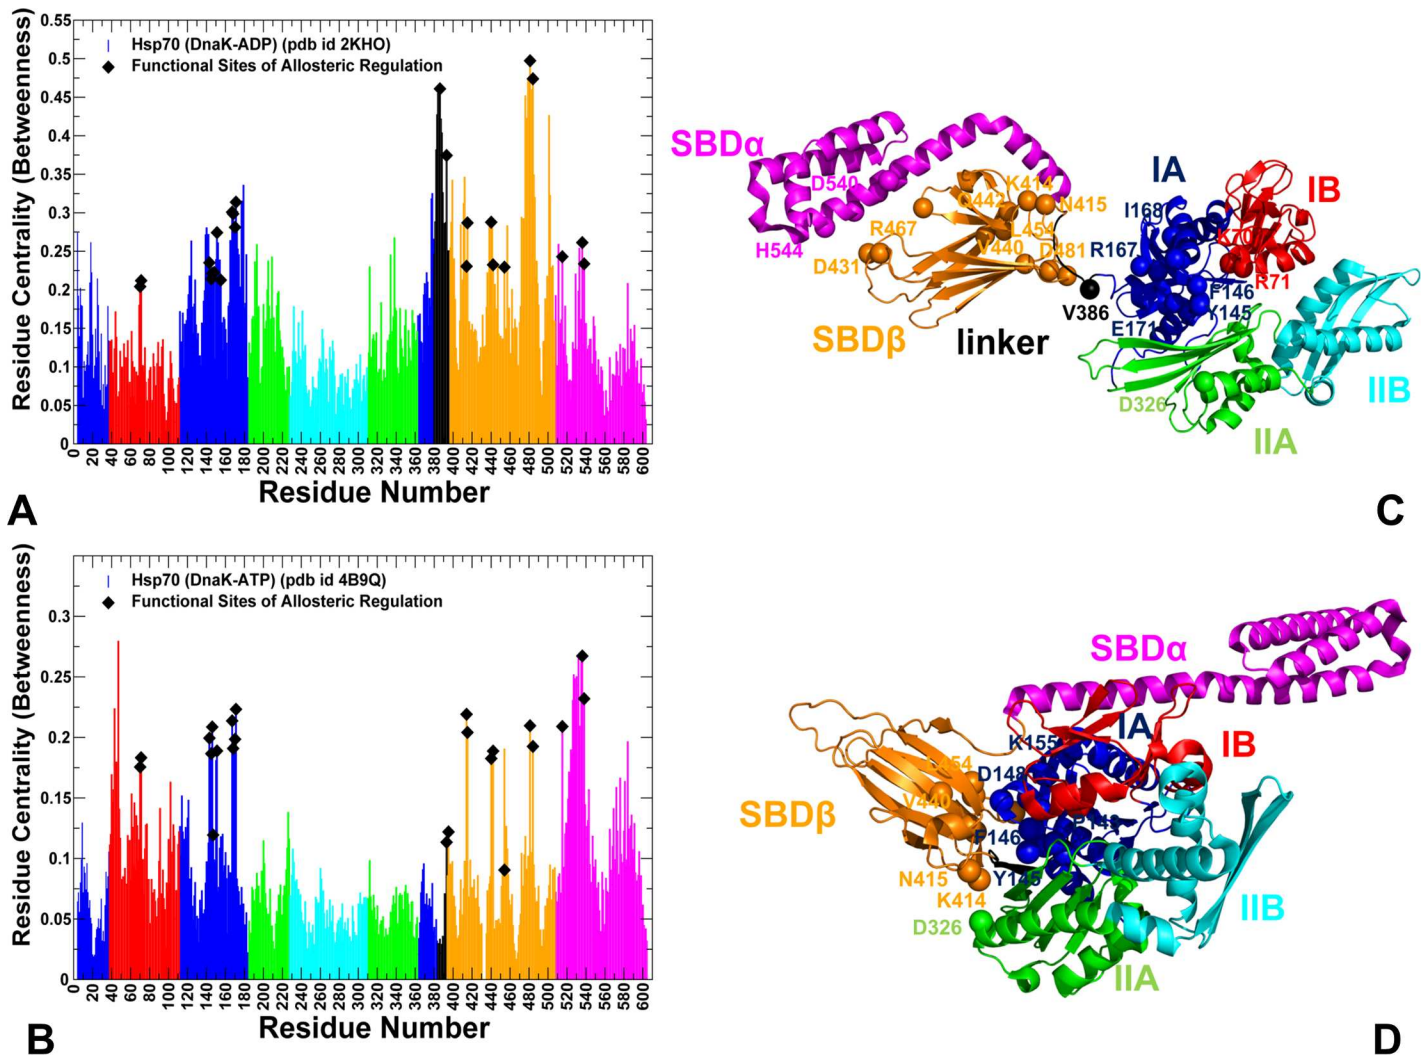 Residue Centrality (Betweenness)
0.55
0.5
0.45
0.4
0.35
0.3
0.25
0.2
0.15
0.1
0.05
0
Hsp70 (DnaK-ADP) (pdb id 2KHO)
Functional Sites of Allosteric Regulation
0 20 40 60 80 100 120 140 160 180 200 220 240 260 280 300 320 340 360 380 400 420 440 460 480 500 520 540 560 580 600
Residue Number
A
SBDα
D540
H544
R467
D431
Q442
K414
N415
L454
V440
D481
SBDβ
linker
V386
IA
I168
R167
IB
K70
R71
F146
Y145
E171
D326
IIA
IIB
C
Residue Centrality (Betweenness)
0.3
0.25
0.2
0.15
0.1
0.05
0
Hsp70 (DnaK-ATP) (pdb id 4B9Q)
Functional Sites of Allosteric Regulation
0 20 40 60 80 100 120 140 160 180 200 220 240 260 280 300 320 340 360 380 400 420 440 460 480 500 520 540 560 580 600
Residue Number
B
SBDα
SBDβ
K155
IA
IB
L454
D148
V440
F146
Y145
N415
K414
D326
IIA
IIB
D